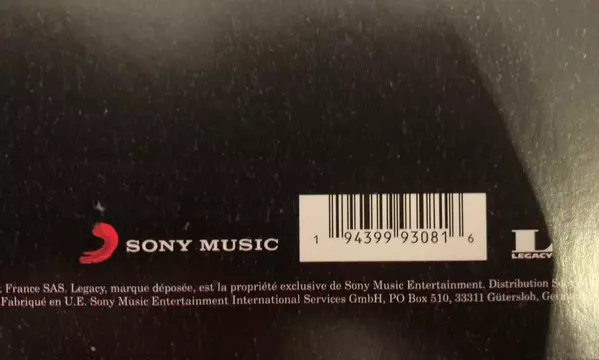 SONY MUSIC
1 94399 93081 6
LEGACY
France SAS. Legacy, marque déposée, est la propriété exclusive de Sony Music Entertainment. Distribution
Fabriqué en U.E. Sony Music Entertainment International Services GmbH, PO Box 510, 33311 Gütersloh,